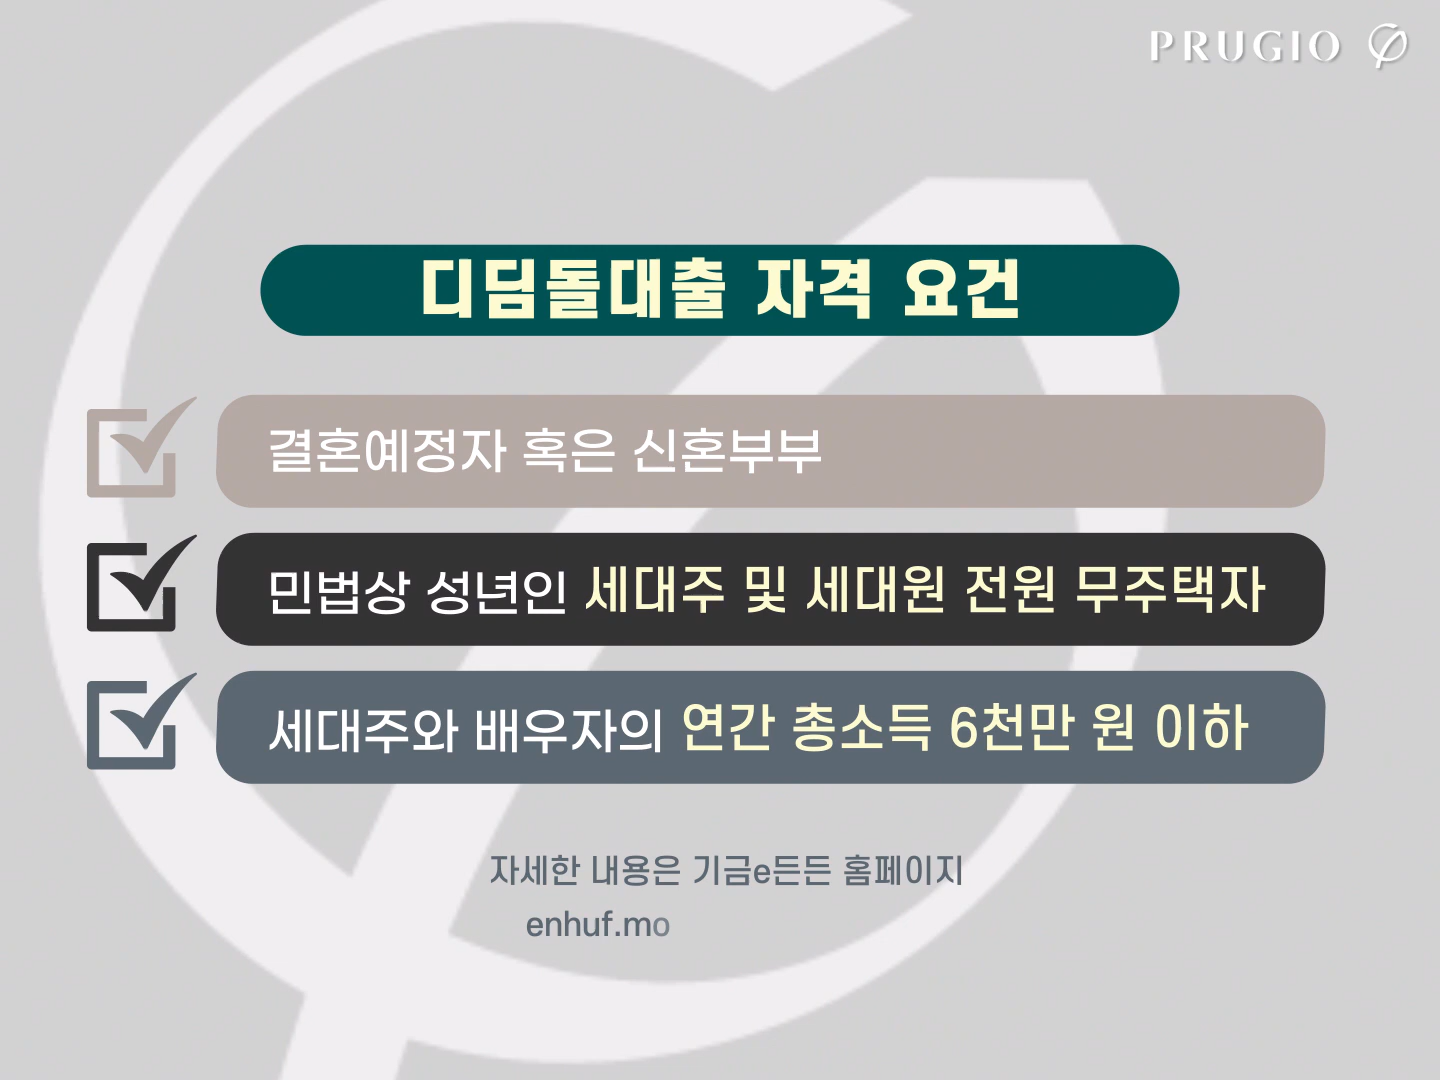 PRUGIO
디딤돌대출 자격 요건
결혼예정자 혹은 신혼부부
민법상 성년인 세대주 및 세대원 전원 무주택자
세대주와 배우자의 연간 총소득 6천만 원 이하
자세한 내용은 기금e든든 홈페이지
enhuf.mo